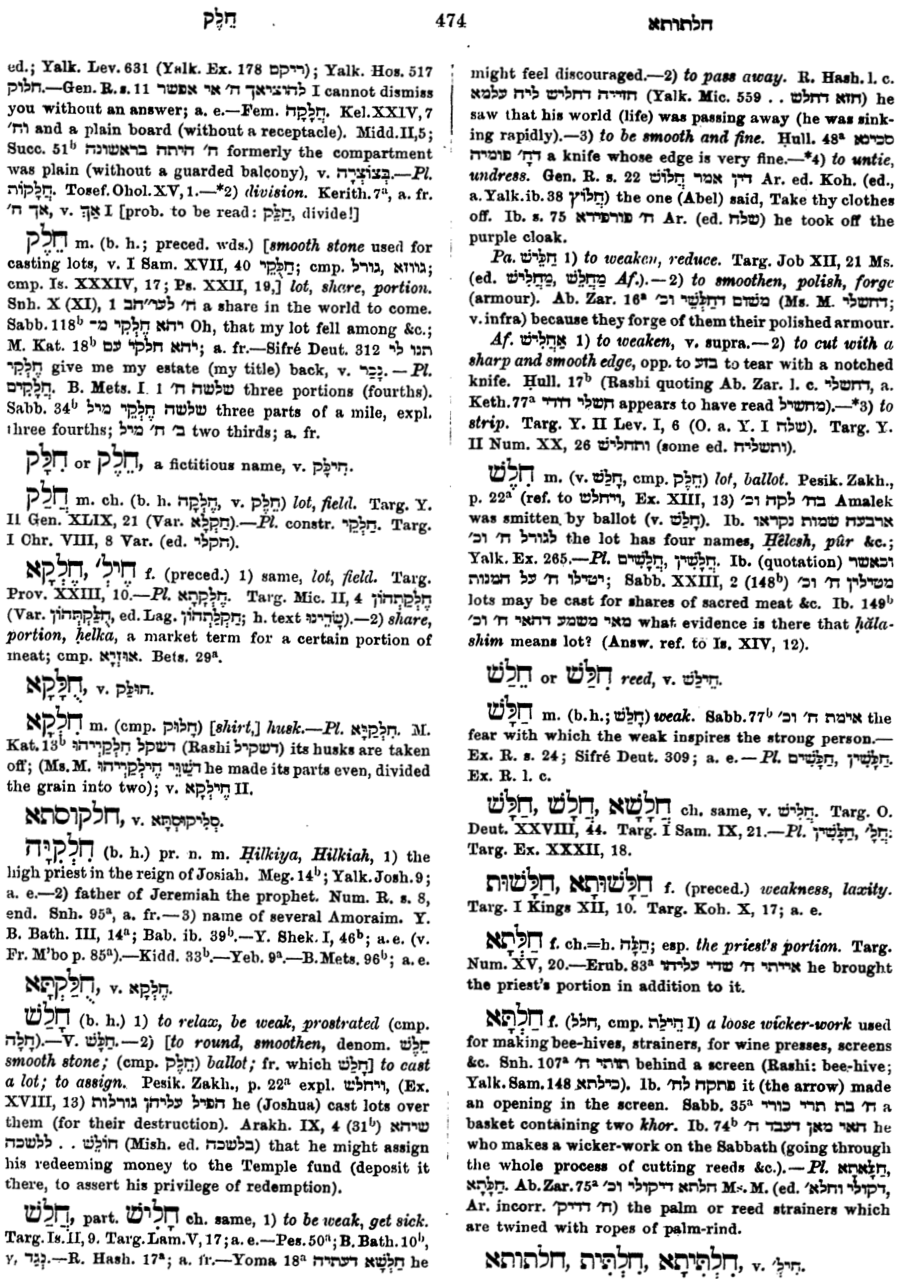 חֵלֶק
474
חלתותא
ed.; Yalk. Lev. 631 (Yalk. Ex. 178 ריקם); Yalk. Hos. 517
חלוק.—Gen. R. s. 11 להוציאך ח׳ אי אפשר I cannot dismiss
you without an answer; a. e.—Fem. חֲלָקָה. Kel. XXIV, 7
וח׳ and a plain board (without a receptacle). Midd. II, 5;
Succ. 51ᵇ ח׳ היתה בראשונה formerly the compartment
was plain (without a guarded balcony), v. בְּצוֹצְרָה.—Pl.
חֲלָקוֹת. Tosef. Ohol. XV, 1.—*2) division. Kerith. 7ᵃ, a. fr.
אך ח׳, v. אַךְ I [prob. to be read: חַלֵּק, divide!]
חֵלֶק m. (b. h.; preced. wds.) [smooth stone used for
casting lots, v. I Sam. XVII, 40 חַלֻּקֵי; cmp. גורל, גווזא;
cmp. Is. XXXIV, 17; Ps. XXII, 19,] lot, share, portion.
Snh. X (XI), 1 ח׳ לעי״הב a share in the world to come.
Sabb. 118ᵇ יהא חֶלְקִי מ־ Oh, that my lot fell among &c.;
M. Kat. 18ᵇ יהא חלקי עם; a. fr.—Sifré Deut. 312 תנו לי
חֶלְקִי give me my estate (my title) back, v. נָכַר.—Pl.
חֲלָקִים. B. Mets. I, 1 שלשה ח׳ three portions (fourths).
Sabb. 34ᵇ שלשה חֶלְקֵי מיל three parts of a mile, expl.
three fourths; ב׳ ח׳ מיל two thirds; a. fr.
חֵלֶק or חִלָּק, a fictitious name, v. חִילָּק.
חֲלַק m. ch. (b. h. חֶלְקָה, v. חֵלֶק) lot, field. Targ. Y.
II Gen. XLIX, 21 (Var. חַקְלָא).—Pl. constr. חַלְקֵי. Targ.
I Chr. VIII, 8 Var. (ed. חקלי).
חֶלְקָא, חֵיל׳ f. (preced.) 1) same, lot, field. Targ.
Prov. XXIII, 10.—Pl. חֶלְקָתָא. Targ. Mic. II, 4 חֶלְקָתְהוֹן
(Var. חֻלַּקְתְּהוֹן, ed. Lag. חַקְלָתְהוֹן; h. text שָׂדֵינוּ).—2) share,
portion, ḥelka, a market term for a certain portion of
meat; cmp. אוּזְיָא. Bets. 29ᵃ.
חֻלָּקָא, v. חוּלַּק.
חִלְקָא m. (cmp. חָלוּק) [shirt,] husk.—Pl. חִלְקַיָּא. M.
Kat. 13ᵇ דשקל חִלְקַיְיהוּ (Rashi דשקיל) its husks are taken
off; (Ms. M. דשַׁוֵּי חִילְקַיְיהוּ he made its parts even, divided
the grain into two); v. חֵילְקָא II.
חלקוסתא, v. סְלִיקוּסְתָּא.
חִלְקִיָּה (b. h.) pr. n. m. Ḥilkiya, Hilkiah, 1) the
high priest in the reign of Josiah. Meg. 14ᵇ; Yalk. Josh. 9;
a. e.—2) father of Jeremiah the prophet. Num. R. s. 8,
end. Snh. 95ᵃ, a. fr.—3) name of several Amoraim. Y.
B. Bath. III, 14ᵃ; Bab. ib. 39ᵇ.—Y. Shek. I, 46ᵇ; a. e. (v.
Fr. M'bo p. 85ᵃ).—Kidd. 33ᵇ.—Yeb. 9ᵃ.—B. Mets. 96ᵇ; a. e.
חֻלַּקְתָּא, v. חֶלְקָא.
חָלַשׁ (b. h.) 1) to relax, be weak, prostrated (cmp.
חָלָה).—V. חַלָּשׁ.—2) [to round, smoothen, denom. חֵלֶשׁ
smooth stone; (cmp. חֵלֶק) ballot; fr. which חָלַשׁ] to cast
a lot; to assign. Pesik. Zakh., p. 22ᵃ expl. ויחלש, (Ex.
XVIII, 13) הפיל עליהן גורלות he (Joshua) cast lots over
them (for their destruction). Arakh. IX, 4 (31ᵇ) שיהא
חוֹלֵשׁ . . ללשכה (Mish. ed. בלשכה) that he might assign
his redeeming money to the Temple fund (deposit it
there, to assert his privilege of redemption).
חֲלַשׁ, part. חָלִישׁ ch. same, 1) to be weak, get sick.
Targ. Is. II, 9. Targ. Lam. V, 17; a. e.—Pes. 50ᵃ; B. Bath. 10ᵇ,
v. נְגַד.—R. Hash. 17ᵃ; a. fr.—Yoma 18ᵃ חַלְשָׁא דעתיה he
might feel discouraged.—2) to pass away. R. Hash. l. c.
חזייה דחליש ליה עלמא (Yalk. Mic. 559 חזא דחלש . .) he
saw that his world (life) was passing away (he was sink-
ing rapidly).—3) to be smooth and fine. Ḥull. 48ᵃ סכינא
דח׳ פומיה a knife whose edge is very fine.—*4) to untie,
undress. Gen. R. s. 22 דין אמר חֲלוֹשׁ Ar. ed. Koh. (ed.,
a. Yalk. ib. 38 חֲלוֹץ) the one (Abel) said, Take thy clothes
off. Ib. s. 75 ח׳ פורפירא Ar. (ed. שלח) he took off the
purple cloak.
Pa. חַלֵּישׁ 1) to weaken, reduce. Targ. Job XII, 21 Ms.
(ed. מַחֲלֵישׁ, מְחַלֵּשׁ Af.).—2) to smoothen, polish, forge
(armour). Ab. Zar. 16ᵃ משום דחַלְּשֵׁי וכ׳ (Ms. M. דחשלי;
v. infra) because they forge of them their polished armour.
Af. אַחֲלֵישׁ 1) to weaken, v. supra.—2) to cut with a
sharp and smooth edge, opp. to בזע to tear with a notched
knife. Ḥull. 17ᵇ (Rashi quoting Ab. Zar. l. c. דחשלי, a.
Keth. 77ᵃ חשלי דודי appears to have read מחשיל).—*3) to
strip. Targ. Y. II Lev. I, 6 (O. a. Y. I שלח). Targ. Y.
II Num. XX, 26 ותחליש (some ed. ותשליח).
חֵלֶשׁ m. (v. חָלַשׁ, cmp. חֵלֶק) lot, ballot. Pesik. Zakh.,
p. 22ᵃ (ref. to ויחלש, Ex. XIII, 13) בח׳ לקה וכ׳ Amalek
was smitten by ballot (v. חָלַשׁ). Ib. ארבעה שמות נקראו
לגורל ח׳ וכ׳ the lot has four names, Ḥélesh, pûr &c.;
Yalk. Ex. 265.—Pl. חֲלָשִׁין, חֲלָשִׁים. Ib. (quotation) וכאשר
יטילו ח׳ על המנות; Sabb. XXIII, 2 (148ᵇ) מטילין ח׳ וכ׳
lots may be cast for shares of sacred meat &c. Ib. 149ᵇ
מאי משמע דהאי ח׳ וכ׳ what evidence is there that ḥăla-
shim means lot? (Answ. ref. to Is. XIV, 12).
חֵלֵשׁ or חִלֵּשׁ reed, v. חֵילֵשׁ.
חַלָּשׁ m. (b. h.; חָלַשׁ) weak. Sabb. 77ᵇ אימת ח׳ וכ׳ the
fear with which the weak inspires the strong person.—
Ex. R. s. 24; Sifré Deut. 309; a. e.—Pl. חַלָּשִׁין, חַלָּשִׁים.
Ex. R. l. c.
חַלָּשׁ, חֲלָשׁ, חֲלָשָׁא ch. same, v. חֲלִישׁ. Targ. O.
Deut. XXVIII, 44. Targ. I Sam. IX, 21.—Pl. חַלָּשִׁין, חֲלָ׳.
Targ. Ex. XXXII, 18.
חַלָּשׁוּת, חַלָּשׁוּתָא f. (preced.) weakness, laxity.
Targ. I Kings XII, 10. Targ. Koh. X, 17; a. e.
חַלְּתָא f. ch.=h. חַלָּה; esp. the priest's portion. Targ.
Num. XV, 20.—Erub. 83ᵃ אייתי ח׳ שדי עליהו he brought
the priest's portion in addition to it.
חַלְּתָא f. (חלל, cmp. חִילַּת I) a loose wicker-work used
for making bee-hives, strainers, for wine presses, screens
&c. Snh. 107ᵃ תותי ח׳ behind a screen (Rashi: bee-hive;
Yalk. Sam. 148 כילתא). Ib. פתקה לח׳ it (the arrow) made
an opening in the screen. Sabb. 35ᵃ ח׳ בת תרי כורי a
basket containing two khor. Ib. 74ᵇ האי מאן דעבד ח׳ he
who makes a wicker-work on the Sabbath (going through
the whole process of cutting reeds &c.).—Pl. חַלָּאתָא,
חַלָּתָא. Ab. Zar. 75ᵃ חלתא דיקולי וכ׳ Ms. M. (ed. דקולי וחלא׳,
Ar. incorr. ח׳ דדיק׳) the palm or reed strainers which
are twined with ropes of palm-rind.
חלתותא, חִלְתִּית, חִלְתִּיתָא, v. חִיל׳.